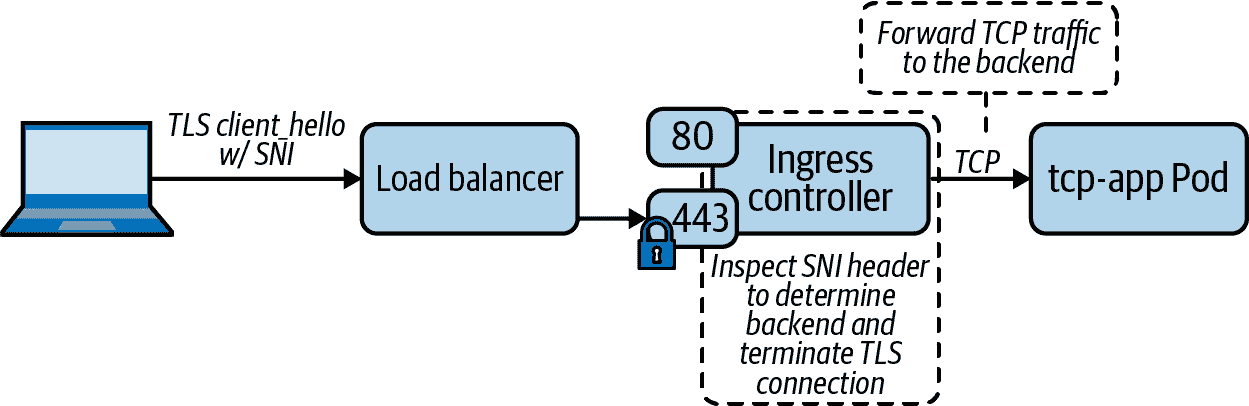 Forward TCP traffic
to the backend
TLS client_hello
w/ SNI
Load balancer
80
443
Ingress
controller
TCP
tcp-app Pod
Inspect SNI header
to determine
backend and
terminate TLS
connection